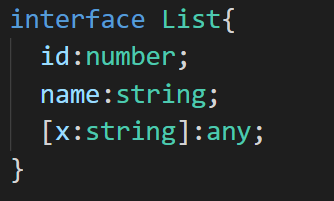 interface List{
  id:number;
  name:string;
  [x:string]:any;
}